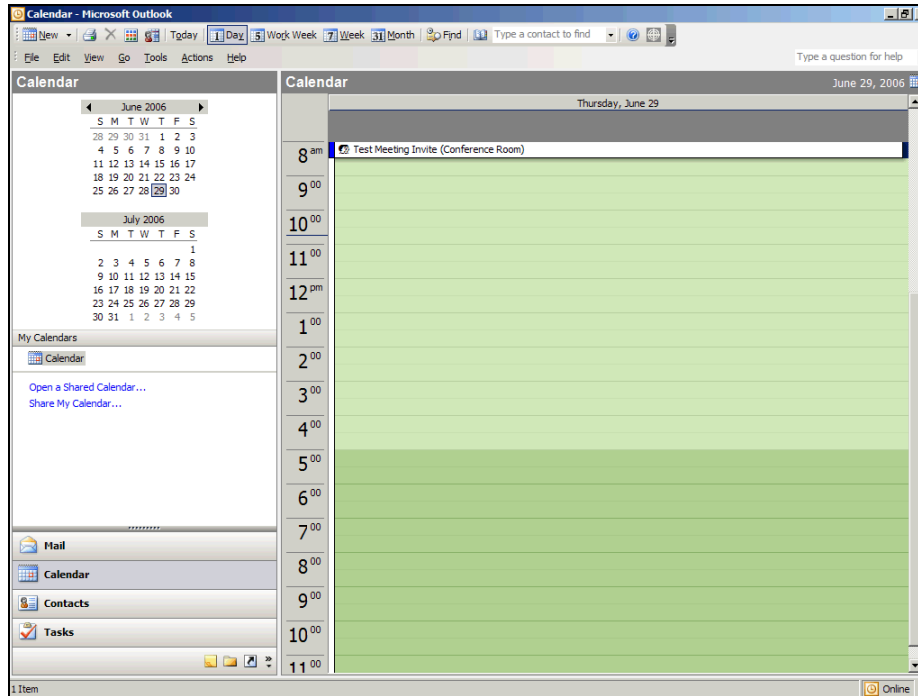 Calendar - Microsoft Outlook
New Today 1 Day 5 Work Week 7 Week 31 Month Find Type a contact to find
File Edit View Go Tools Actions Help Type a question for help
Calendar
June 2006
S M T W T F S
28 29 30 31 1 2 3
4 5 6 7 8 9 10
11 12 13 14 15 16 17
18 19 20 21 22 23 24
25 26 27 28 29 30
July 2006
S M T W T F S
1
2 3 4 5 6 7 8
9 10 11 12 13 14 15
16 17 18 19 20 21 22
23 24 25 26 27 28 29
30 31 1 2 3 4 5
My Calendars
Calendar
Open a Shared Calendar...
Share My Calendar...
Mail
Calendar
Contacts
Tasks
Calendar June 29, 2006
Thursday, June 29
8 am Test Meeting Invite (Conference Room)
9 00
10 00
11 00
12 pm
1 00
2 00
3 00
4 00
5 00
6 00
7 00
8 00
9 00
10 00
11 00
1 Item Online